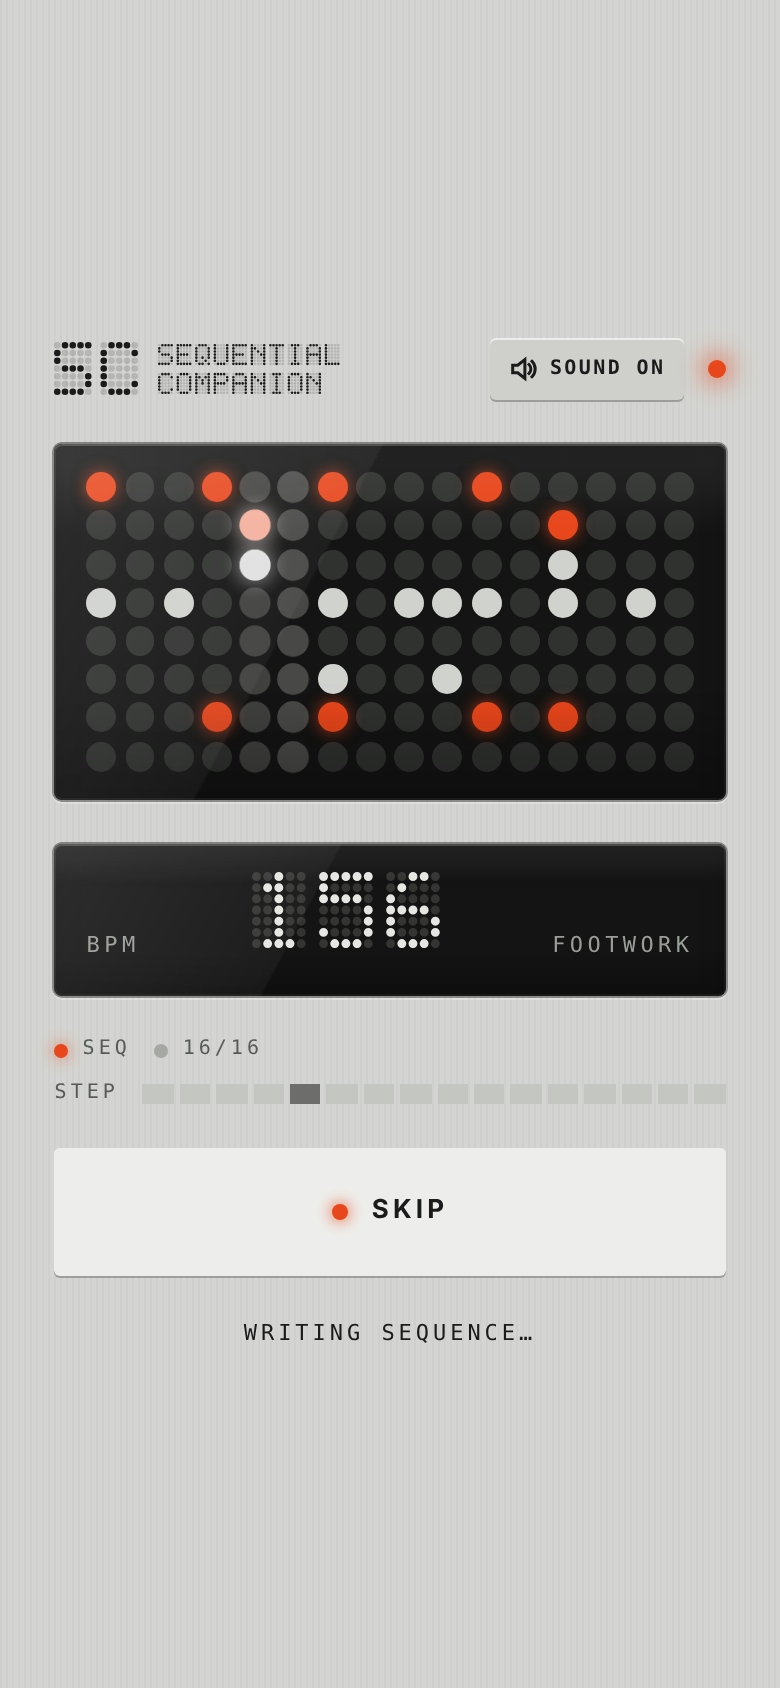 SC SEQUENTIAL
COMPANION
SOUND ON
156
BPM
FOOTWORK
SEQ 16/16
STEP
SKIP
WRITING SEQUENCE…